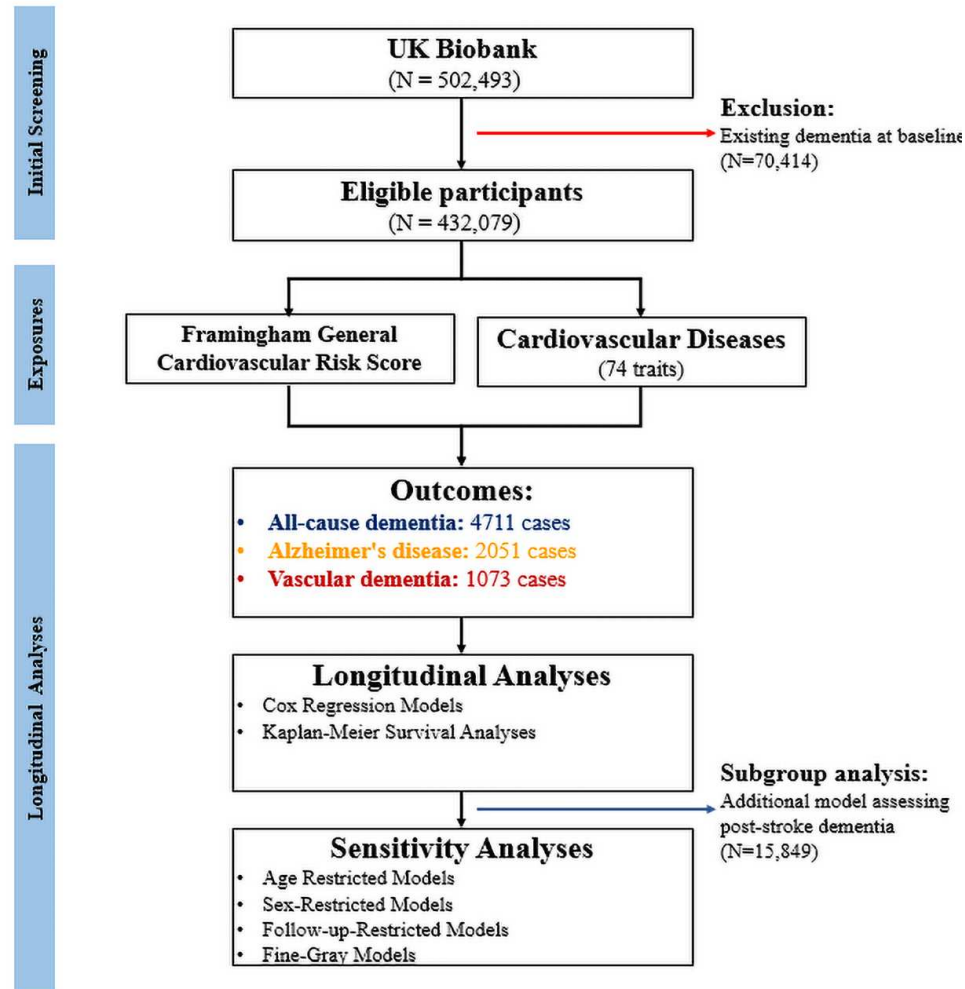 Initial Screening
UK Biobank
(N = 502,493)
Exclusion:
Existing dementia at baseline
(N=70,414)
Eligible participants
(N = 432,079)
Exposures
Framingham General
Cardiovascular Risk Score
Cardiovascular Diseases
(74 traits)
Longitudinal Analyses
Outcomes:
• All-cause dementia: 4711 cases
• Alzheimer's disease: 2051 cases
• Vascular dementia: 1073 cases
Longitudinal Analyses
• Cox Regression Models
• Kaplan-Meier Survival Analyses
Subgroup analysis:
Additional model assessing
post-stroke dementia
(N=15,849)
Sensitivity Analyses
• Age Restricted Models
• Sex-Restricted Models
• Follow-up-Restricted Models
• Fine-Gray Models